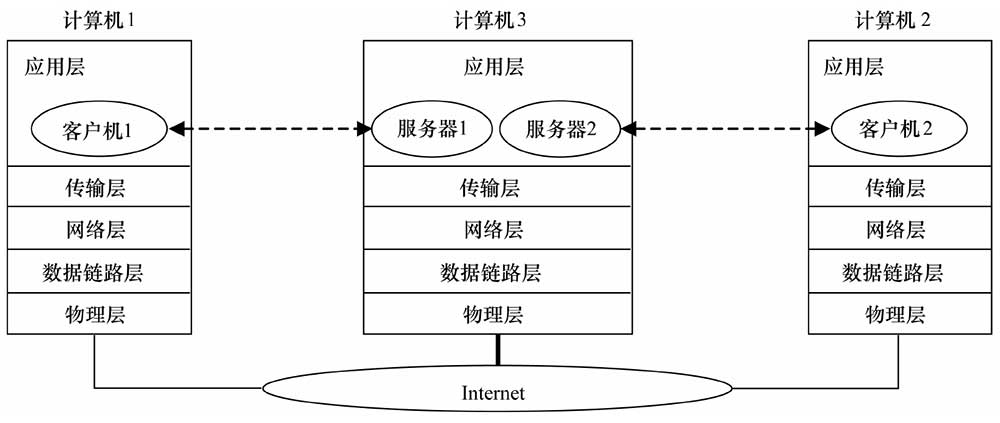 计算机1
计算机3
计算机2
应用层
应用层
应用层
客户机1
服务器1
服务器2
客户机2
传输层
传输层
传输层
网络层
网络层
网络层
数据链路层
数据链路层
数据链路层
物理层
物理层
物理层
Internet